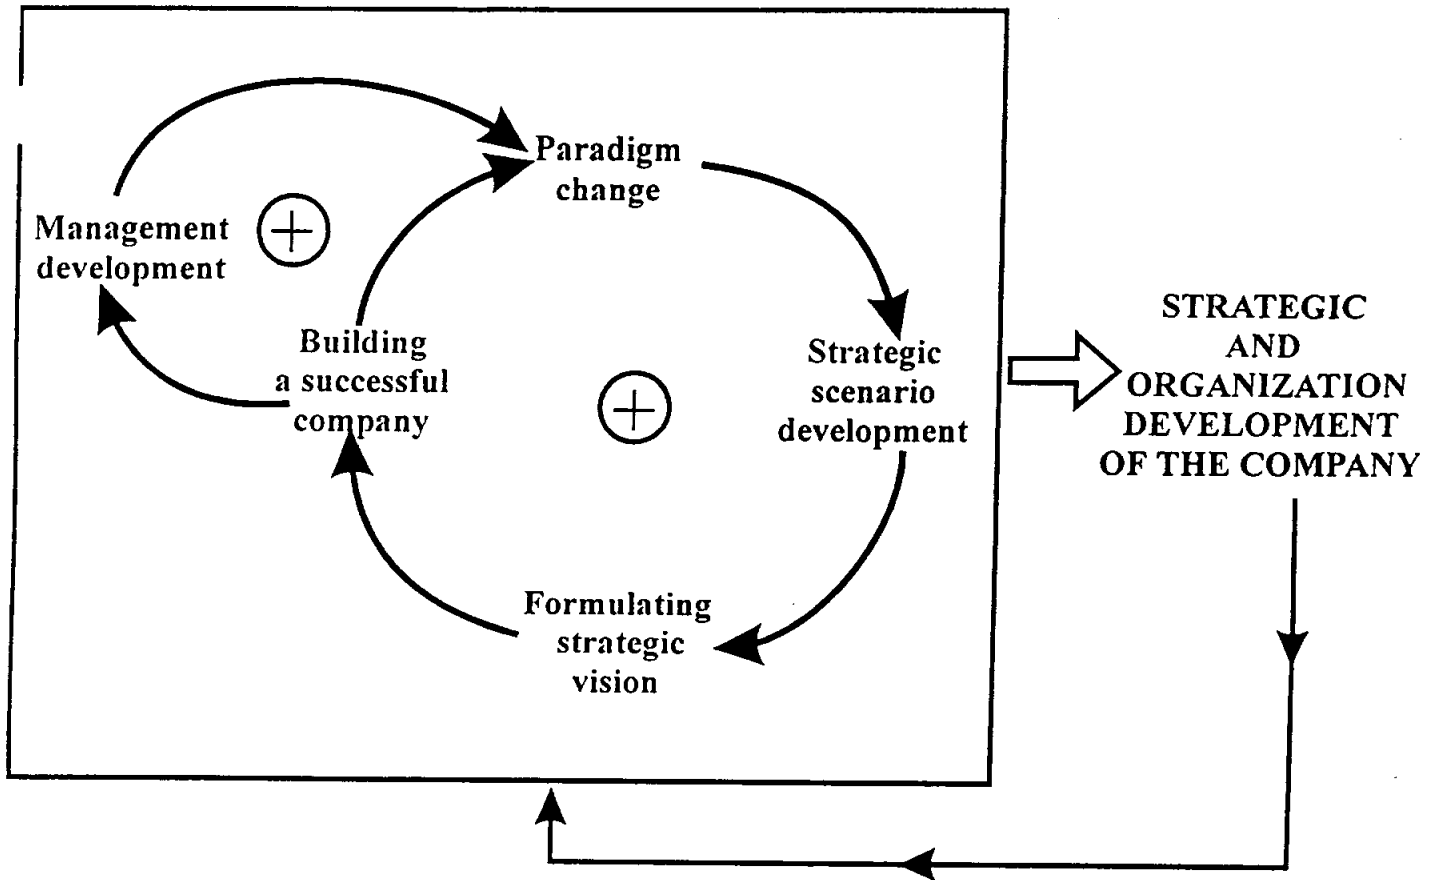 Paradigm
change
Management
development
Building
a successful
company
Strategic
scenario
development
Formulating
strategic
vision
STRATEGIC
AND
ORGANIZATION
DEVELOPMENT
OF THE COMPANY